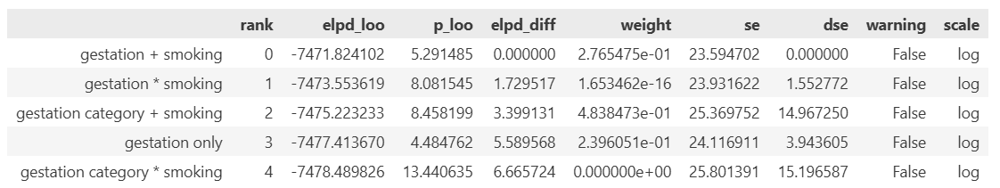 rank elpd_loo p_loo elpd_diff weight se dse warning scale
gestation + smoking 0 -7471.824102 5.291485 0.000000 2.765475e-01 23.594702 0.000000 False log
gestation * smoking 1 -7473.553619 8.081545 1.729517 1.653462e-16 23.931622 1.552772 False log
gestation category + smoking 2 -7475.223233 8.458199 3.399131 4.838473e-01 25.369752 14.967250 False log
gestation only 3 -7477.413670 4.484762 5.589568 2.396051e-01 24.116911 3.943605 False log
gestation category * smoking 4 -7478.489826 13.440635 6.665724 0.000000e+00 25.801391 15.196587 False log